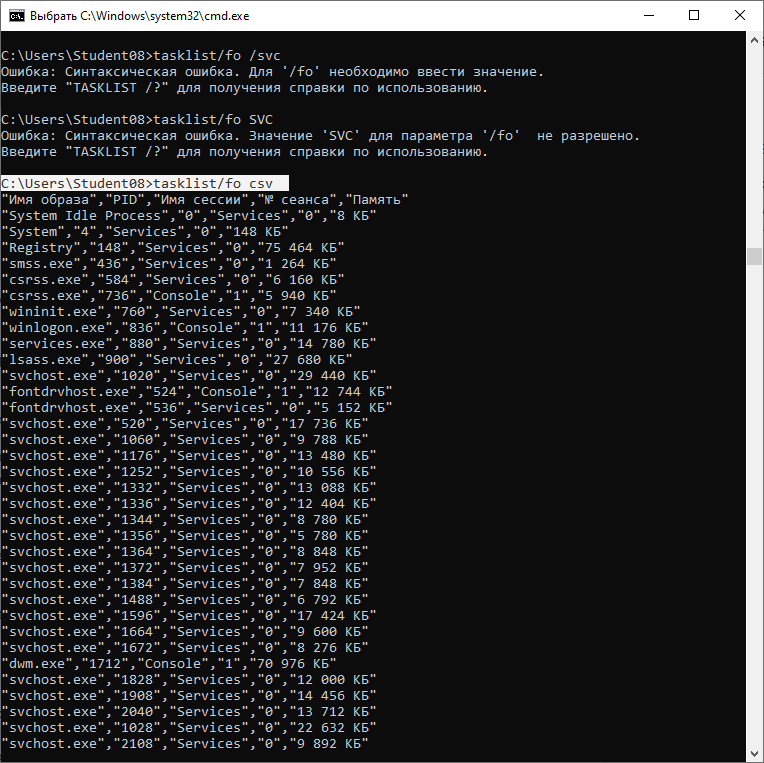 Выбрать C:\Windows\system32\cmd.exe
C:\Users\Student08>tasklist/fo /svc
Ошибка: Синтаксическая ошибка. Для '/fo' необходимо ввести значение.
Введите "TASKLIST /?" для получения справки по использованию.
C:\Users\Student08>tasklist/fo SVC
Ошибка: Синтаксическая ошибка. Значение 'SVC' для параметра '/fo'  не разрешено.
Введите "TASKLIST /?" для получения справки по использованию.
C:\Users\Student08>tasklist/fo csv
"Имя образа","PID","Имя сессии","№ сеанса","Память"
"System Idle Process","0","Services","0","8 КБ"
"System","4","Services","0","148 КБ"
"Registry","148","Services","0","75 464 КБ"
"smss.exe","436","Services","0","1 264 КБ"
"csrss.exe","584","Services","0","6 160 КБ"
"csrss.exe","736","Console","1","5 940 КБ"
"wininit.exe","760","Services","0","7 340 КБ"
"winlogon.exe","836","Console","1","11 176 КБ"
"services.exe","880","Services","0","14 780 КБ"
"lsass.exe","900","Services","0","27 680 КБ"
"svchost.exe","1020","Services","0","29 440 КБ"
"fontdrvhost.exe","524","Console","1","12 744 КБ"
"fontdrvhost.exe","536","Services","0","5 152 КБ"
"svchost.exe","520","Services","0","17 736 КБ"
"svchost.exe","1060","Services","0","9 788 КБ"
"svchost.exe","1176","Services","0","13 480 КБ"
"svchost.exe","1252","Services","0","10 556 КБ"
"svchost.exe","1332","Services","0","13 088 КБ"
"svchost.exe","1336","Services","0","12 404 КБ"
"svchost.exe","1344","Services","0","8 780 КБ"
"svchost.exe","1356","Services","0","5 780 КБ"
"svchost.exe","1364","Services","0","8 848 КБ"
"svchost.exe","1372","Services","0","7 952 КБ"
"svchost.exe","1384","Services","0","7 848 КБ"
"svchost.exe","1488","Services","0","6 792 КБ"
"svchost.exe","1596","Services","0","17 424 КБ"
"svchost.exe","1664","Services","0","9 600 КБ"
"svchost.exe","1672","Services","0","8 276 КБ"
"dwm.exe","1712","Console","1","70 976 КБ"
"svchost.exe","1828","Services","0","12 000 КБ"
"svchost.exe","1908","Services","0","14 456 КБ"
"svchost.exe","2040","Services","0","13 712 КБ"
"svchost.exe","1028","Services","0","22 632 КБ"
"svchost.exe","2108","Services","0","9 892 КБ"